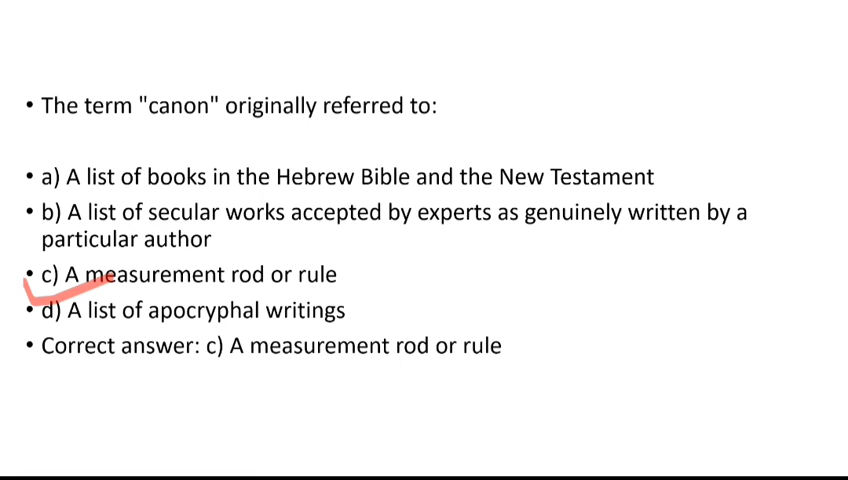 • The term "canon" originally referred to:
• a) A list of books in the Hebrew Bible and the New Testament
• b) A list of secular works accepted by experts as genuinely written by a
particular author
• c) A measurement rod or rule
• d) A list of apocryphal writings
• Correct answer: c) A measurement rod or rule